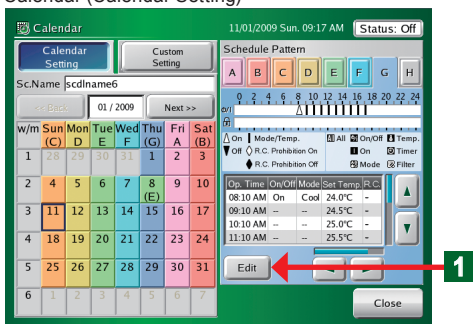 Calendar (Calendar Setting)
Calendar
11/01/2009 Sun. 09:17 AM
Status: Off
Calendar Setting
Custom Setting
Sc.Name scdlname6
<< Back
01 / 2009
Next >>
w/m Sun (C) Mon D Tue E Wed F Thu (G) Fri A Sat (B)
1 28 29 30 31 1 2 3
2 4 5 6 7 8 (E) 9 10
3 11 12 13 14 15 16 17
4 18 19 20 21 22 23 24
5 25 26 27 28 29 30 31
6 1 2 3 4 5 6 7
Schedule Pattern
A B C D E F G H
0 2 4 6 8 10 12 14 16 18 20 22 24
On Mode/Temp. All On/Off Temp.
Off R.C. Prohibition On On Timer
R.C. Prohibition Off Mode Filter
Op. Time On/Off Mode Set Temp. R.C.
08:10 AM On Cool 24.0°C -
09:10 AM -- -- 24.5°C -
10:10 AM -- -- 25.0°C -
11:10 AM -- -- 25.5°C -
Edit
1
Close